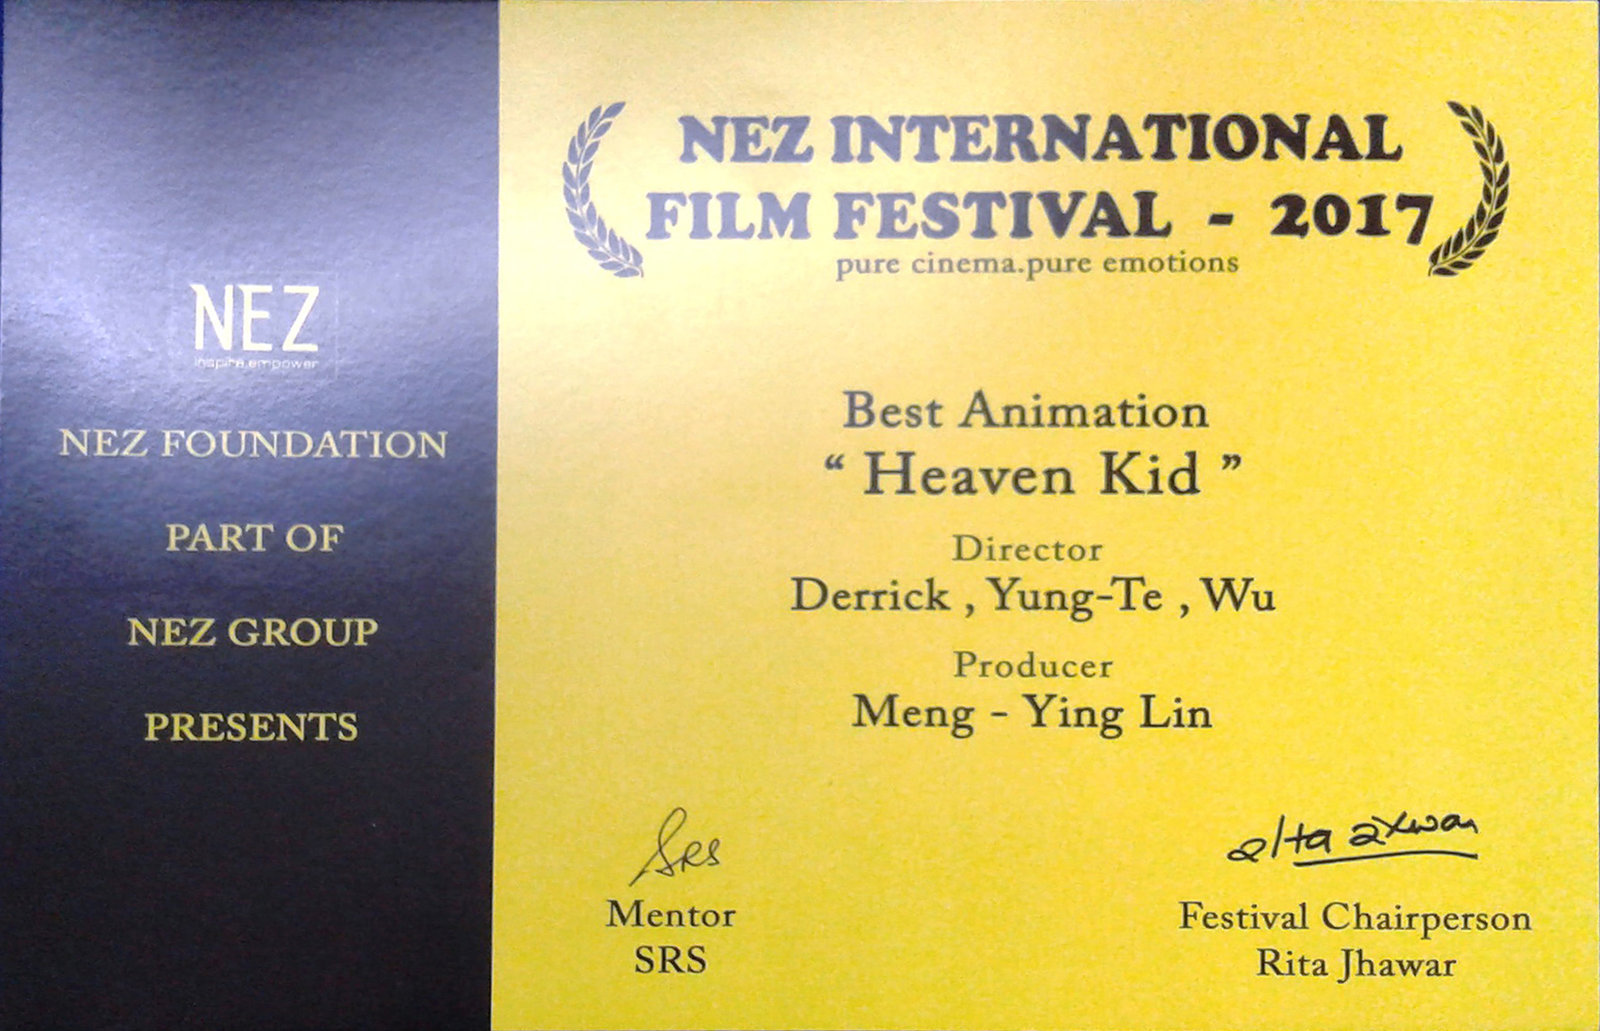 NEZ
inspire.empower
NEZ FOUNDATION
PART OF
NEZ GROUP
PRESENTS
NEZ INTERNATIONAL
FILM FESTIVAL - 2017
pure cinema.pure emotions
Best Animation
“ Heaven Kid ”
Director
Derrick , Yung-Te , Wu
Producer
Meng - Ying Lin
SRS
Mentor
SRS
Festival Chairperson
Rita Jhawar